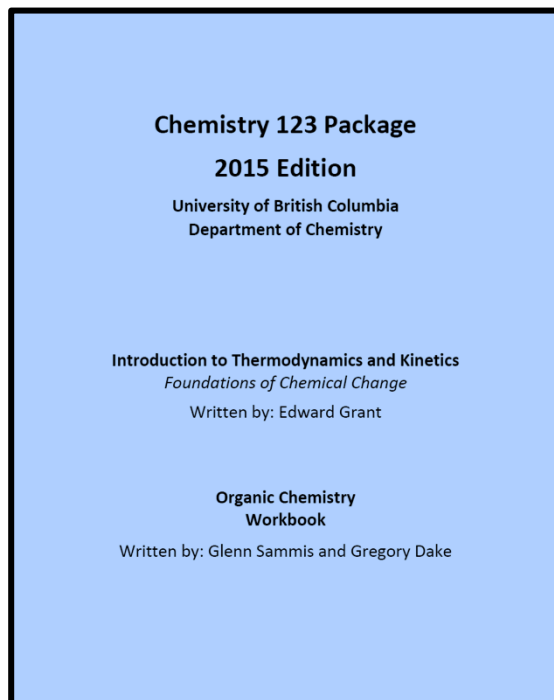 Chemistry 123 Package
2015 Edition
University of British Columbia
Department of Chemistry
Introduction to Thermodynamics and Kinetics
Foundations of Chemical Change
Written by: Edward Grant
Organic Chemistry
Workbook
Written by: Glenn Sammis and Gregory Dake